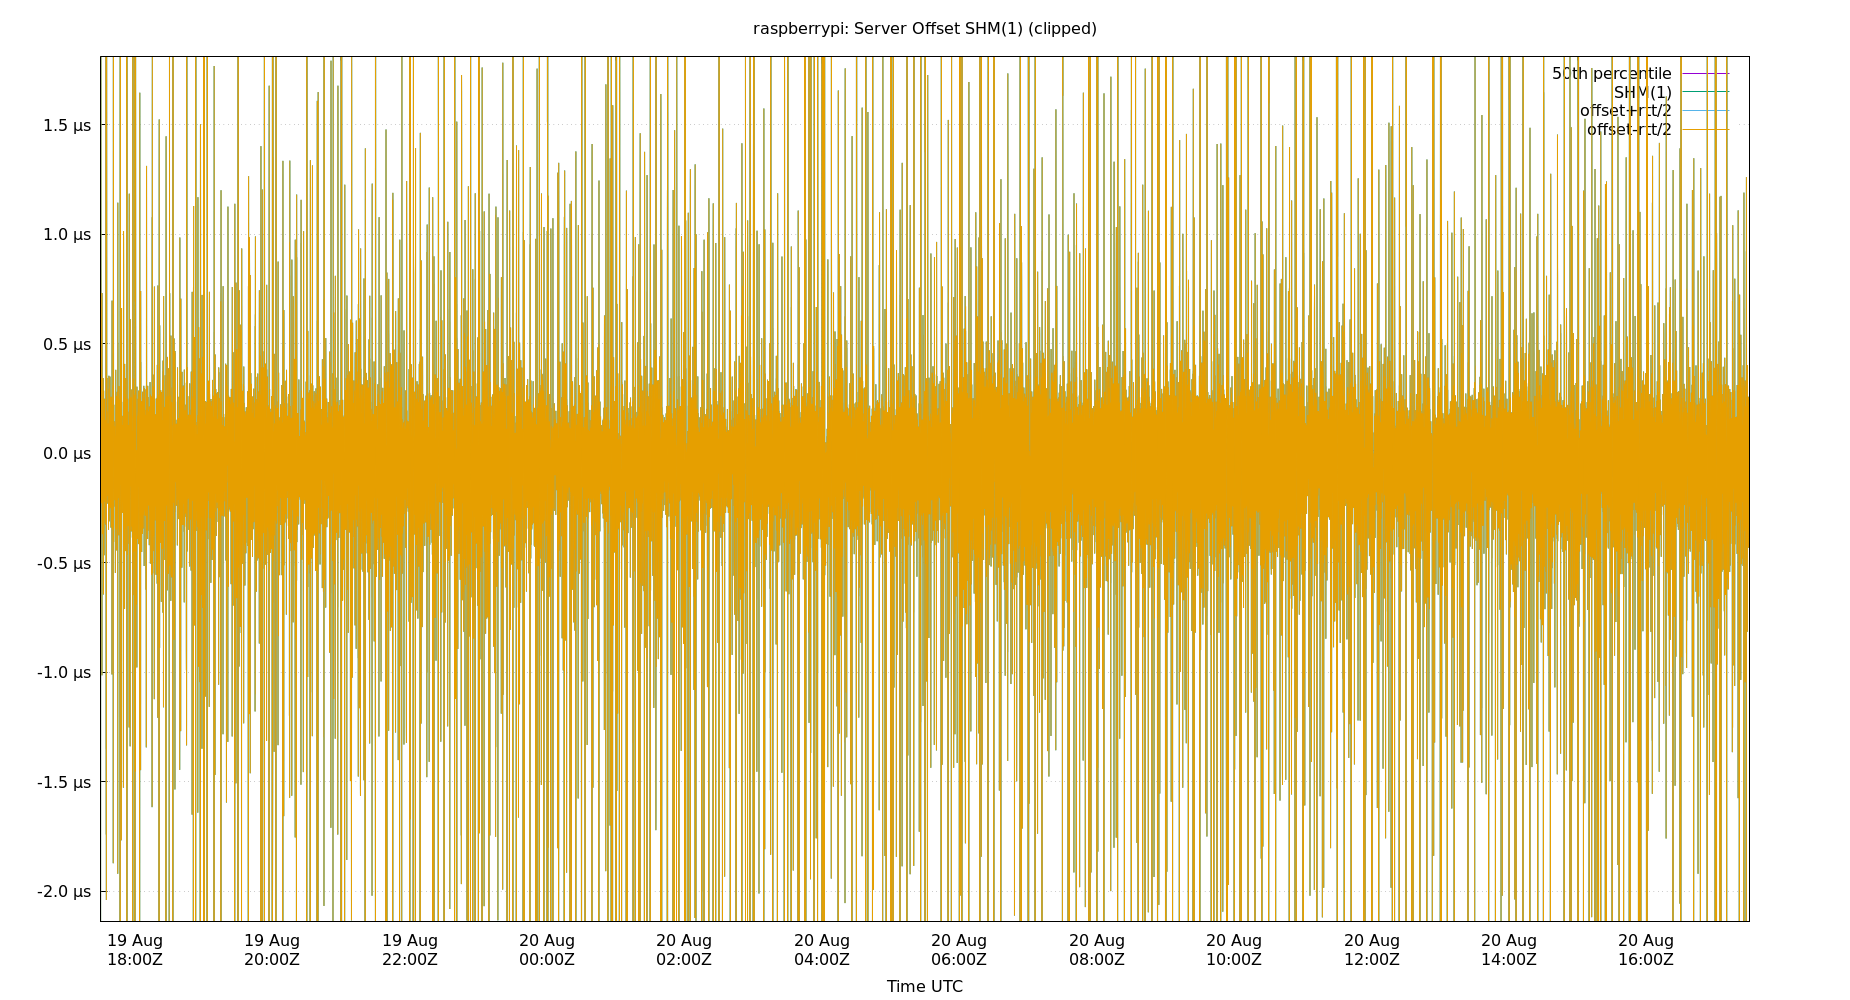 raspberrypi: Server Offset SHM(1) (clipped)
50th percentile
SHM(1)
offset+rtt/2
offset-rtt/2
1.5 µs
1.0 µs
0.5 µs
0.0 µs
-0.5 µs
-1.0 µs
-1.5 µs
-2.0 µs
19 Aug 19 Aug 19 Aug 20 Aug 20 Aug 20 Aug 20 Aug 20 Aug 20 Aug 20 Aug 20 Aug 20 Aug
18:00Z 20:00Z 22:00Z 00:00Z 02:00Z 04:00Z 06:00Z 08:00Z 10:00Z 12:00Z 14:00Z 16:00Z
Time UTC